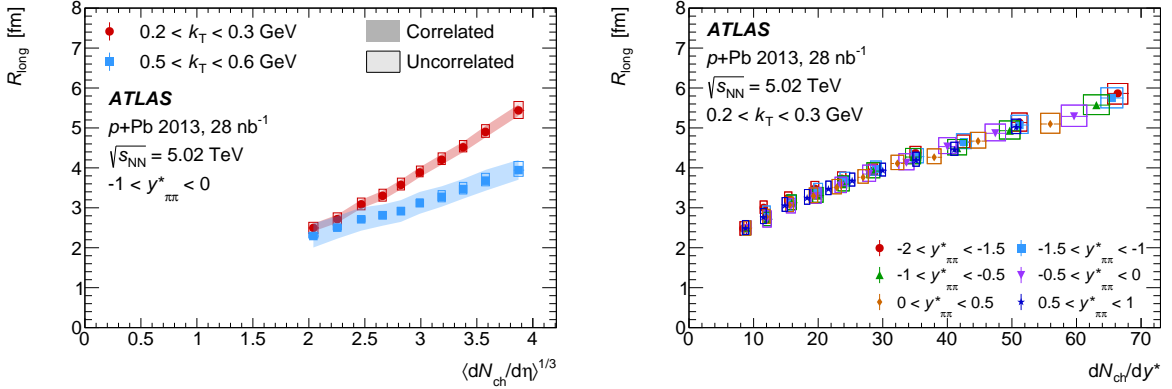 R_long [fm]
8
7
6
5
4
3
2
1
0
0.2 < k_T < 0.3 GeV
0.5 < k_T < 0.6 GeV
Correlated
Uncorrelated
ATLAS
p+Pb 2013, 28 nb⁻¹
√s_NN = 5.02 TeV
-1 < y*_ππ < 0
0 0.5 1 1.5 2 2.5 3 3.5 4
⟨dN_ch/dη⟩^1/3
R_long [fm]
8
7
6
5
4
3
2
1
0
ATLAS
p+Pb 2013, 28 nb⁻¹
√s_NN = 5.02 TeV
0.2 < k_T < 0.3 GeV
-2 < y*_ππ < -1.5
-1.5 < y*_ππ < -1
-1 < y*_ππ < -0.5
-0.5 < y*_ππ < 0
0 < y*_ππ < 0.5
0.5 < y*_ππ < 1
0 10 20 30 40 50 60 70
dN_ch/dy*